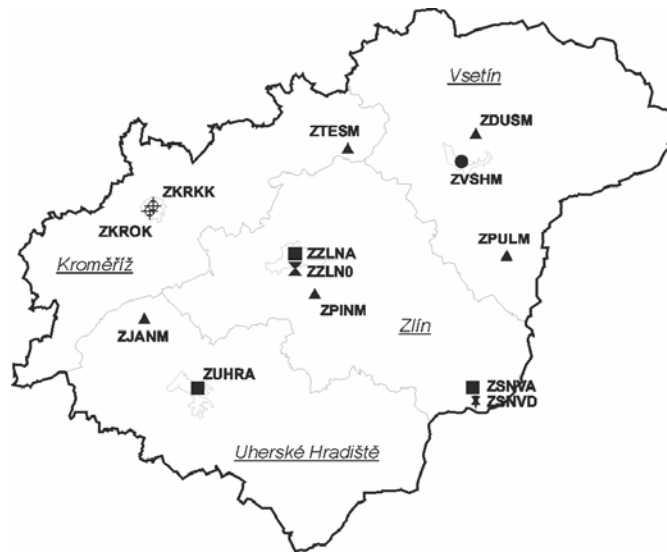 Vsetín
ZDUSM
ZTESM
ZVSHM
ZKRKK
ZKROK
ZPULM
ZZLNA
Kroměříž
ZZLN0
ZPINM
Zlín
ZJANM
ZUHRA
ZSNVA
ZSNVD
Uherské Hradiště